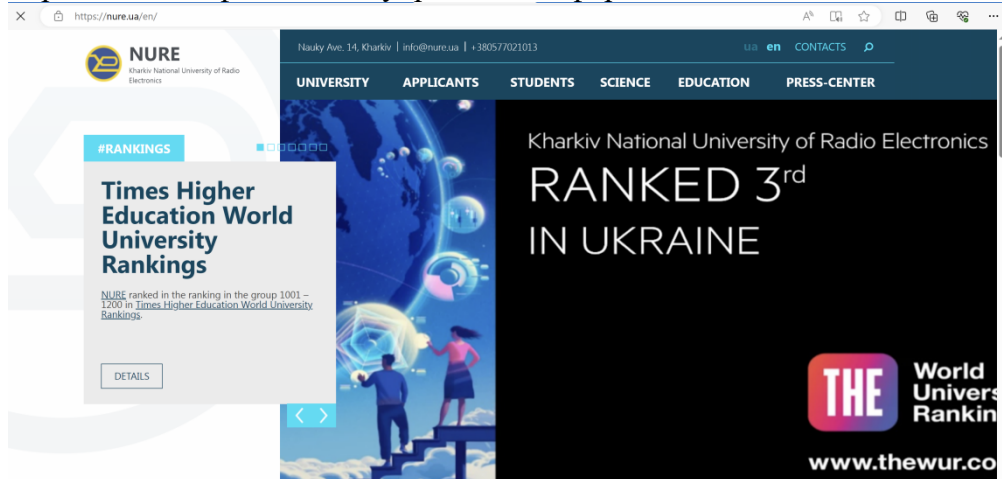 https://nure.ua/en/
NURE
Kharkiv National University of Radio
Electronics
Nauky Ave. 14, Kharkiv | info@nure.ua | +380577021013
ua en CONTACTS
UNIVERSITY APPLICANTS STUDENTS SCIENCE EDUCATION PRESS-CENTER
#RANKINGS
Times Higher
Education World
University
Rankings
NURE ranked in the ranking in the group 1001 –
1200 in Times Higher Education World University
Rankings.
DETAILS
Kharkiv National University of Radio Electronics
RANKED 3rd
IN UKRAINE
THE
World
Univers
Rankin
www.thewur.co